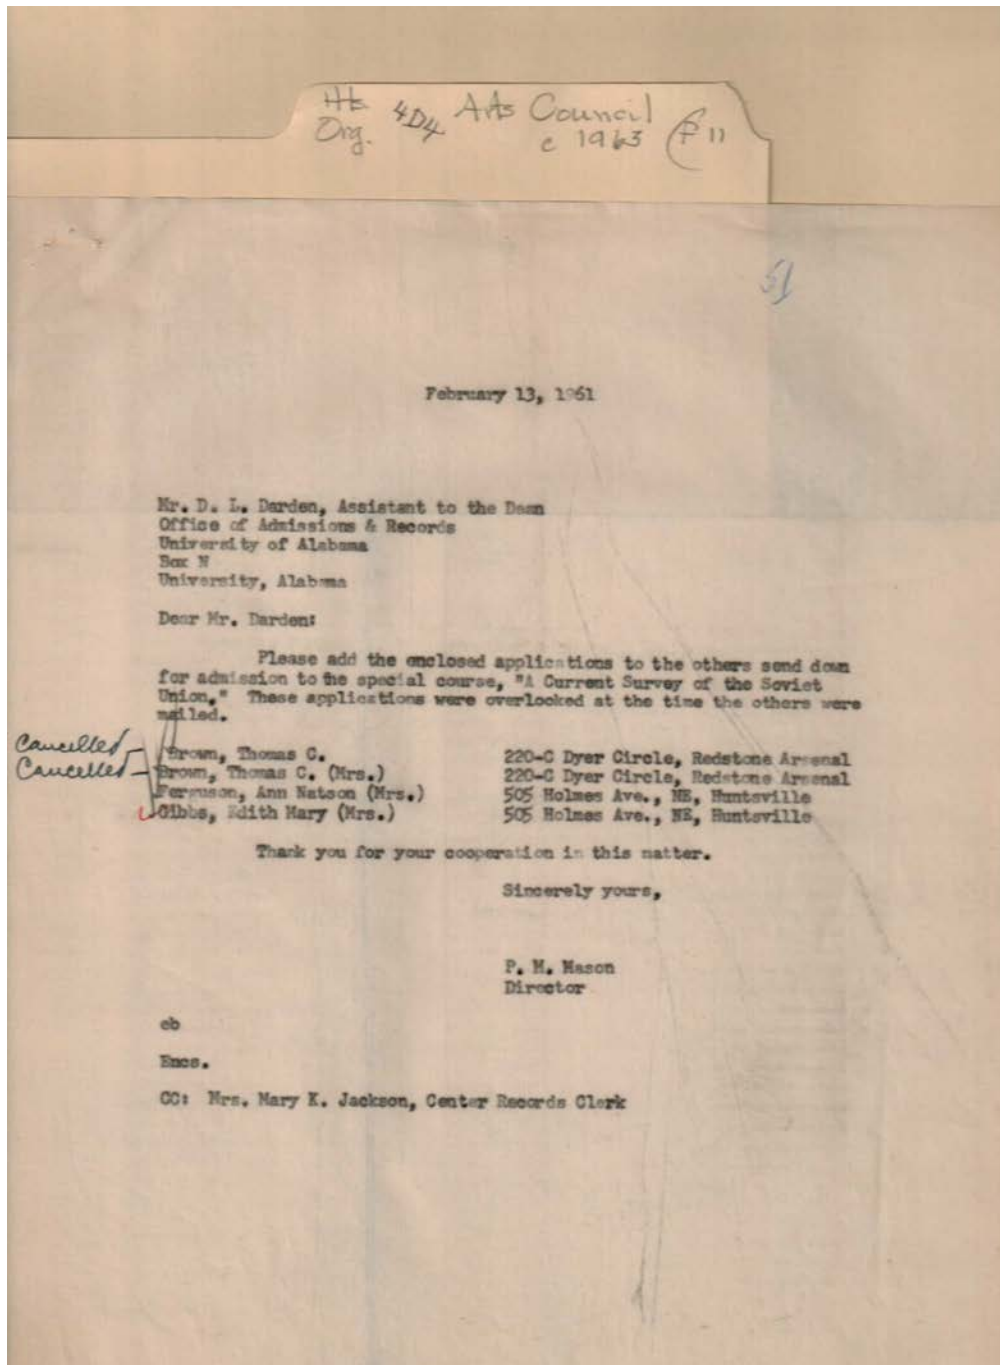 Hts
Org. 4D4 Arts Council
c 1963 f 11
51
February 13, 1961
Mr. D. L. Darden, Assistant to the Dean
Office of Admissions & Records
University of Alabama
Box N
University, Alabama
Dear Mr. Darden:
Please add the enclosed applications to the others send down
for admission to the special course, "A Current Survey of the Soviet
Union." These applications were overlooked at the time the others were
mailed.
Cancelled Brown, Thomas C. 220-C Dyer Circle, Redstone Arsenal
Cancelled Brown, Thomas C. (Mrs.) 220-C Dyer Circle, Redstone Arsenal
Ferguson, Ann Natson (Mrs.) 505 Holmes Ave., NE, Huntsville
Gibbs, Edith Mary (Mrs.) 505 Holmes Ave., NE, Huntsville
Thank you for your cooperation in this matter.
Sincerely yours,
P. M. Mason
Director
eb
Encs.
CC: Mrs. Mary K. Jackson, Center Records Clerk